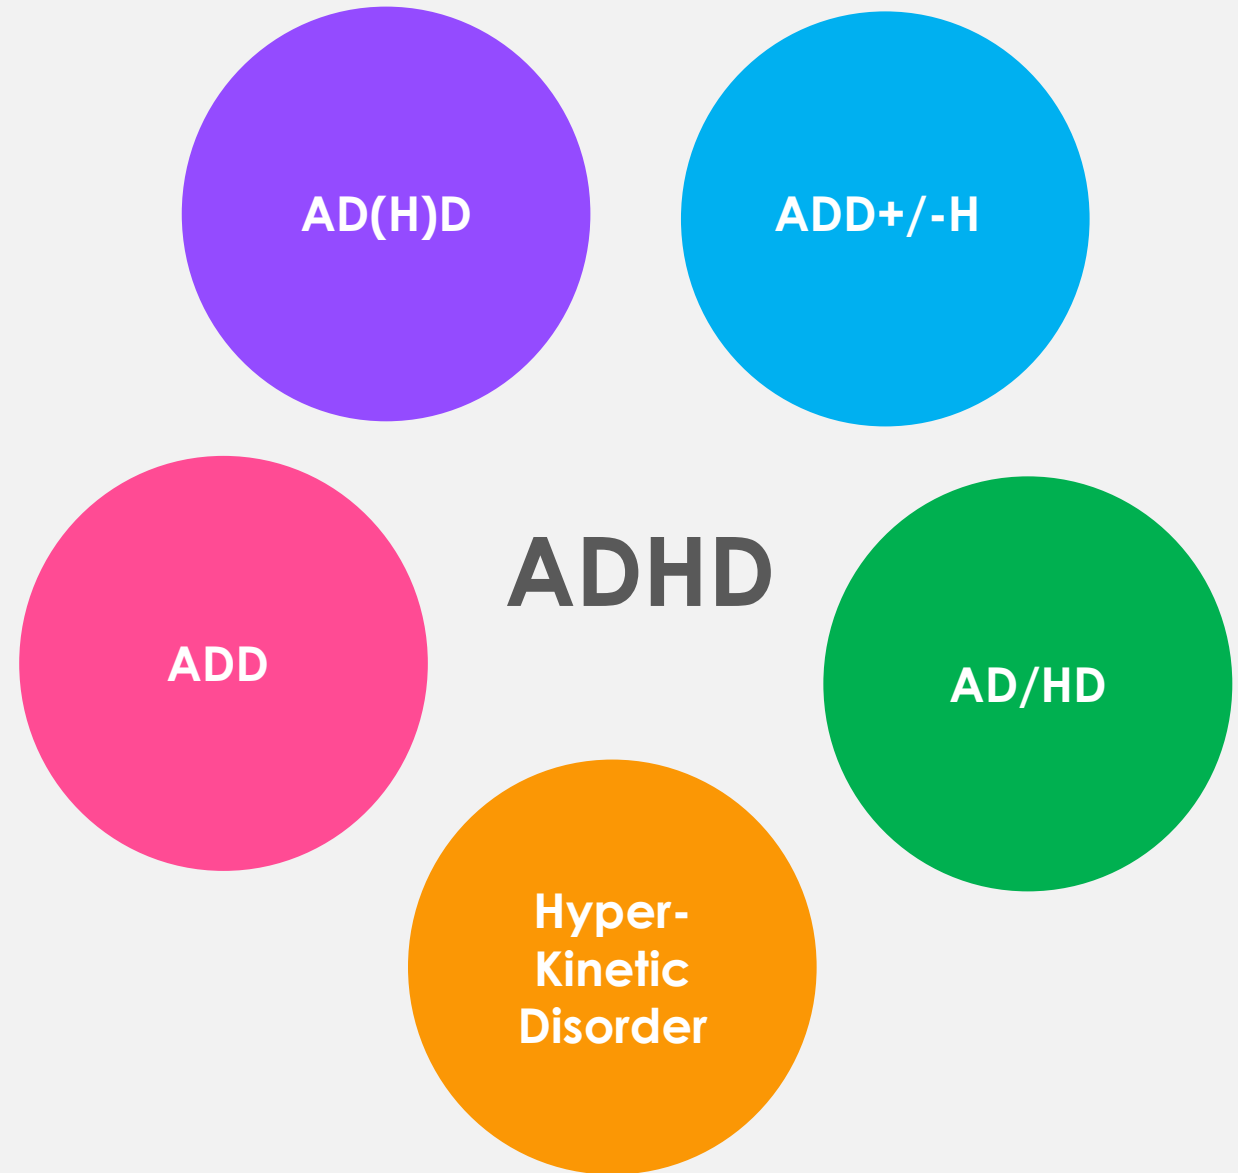 AD(H)D
ADD+/-H
ADHD
ADD
AD/HD
Hyper-
Kinetic
Disorder